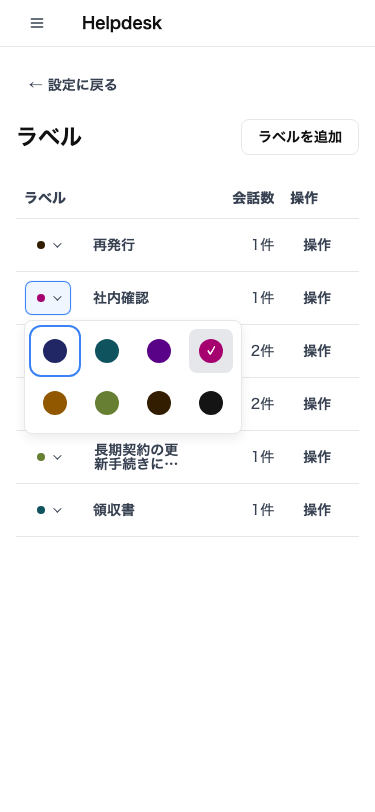 Helpdesk
← 設定に戻る
ラベル
ラベルを追加
ラベル 会話数 操作
再発行 1件 操作
社内確認 1件 操作
2件 操作
2件 操作
長期契約の更
新手続きに… 1件 操作
領収書 1件 操作